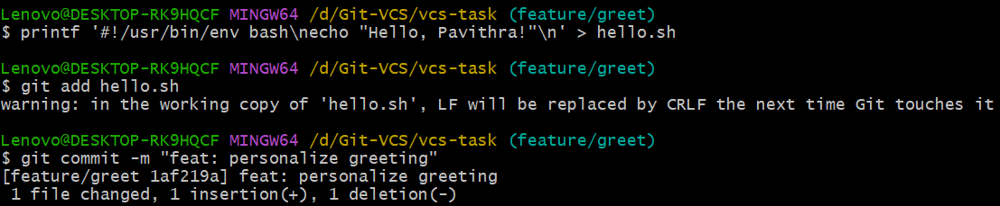 Lenovo@DESKTOP-RK9HQCF MINGW64 /d/Git-VCS/vcs-task (feature/greet)
$ printf '#!/usr/bin/env bash\necho "Hello, Pavithra!"\n' > hello.sh
Lenovo@DESKTOP-RK9HQCF MINGW64 /d/Git-VCS/vcs-task (feature/greet)
$ git add hello.sh
warning: in the working copy of 'hello.sh', LF will be replaced by CRLF the next time Git touches it
Lenovo@DESKTOP-RK9HQCF MINGW64 /d/Git-VCS/vcs-task (feature/greet)
$ git commit -m "feat: personalize greeting"
[feature/greet 1af219a] feat: personalize greeting
 1 file changed, 1 insertion(+), 1 deletion(-)